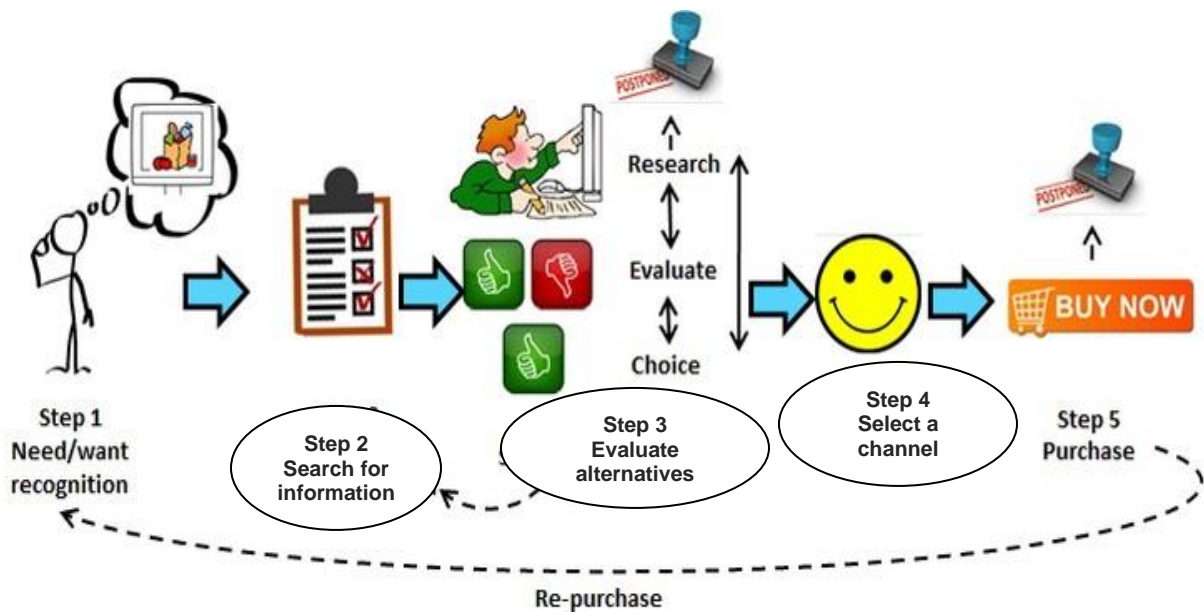 POSTPONED
Research
Evaluate
Choice
POSTPONED
BUY NOW
Step 1
Need/want
recognition
Step 2
Search for
information
Step 3
Evaluate
alternatives
Step 4
Select a
channel
Step 5
Purchase
Re-purchase